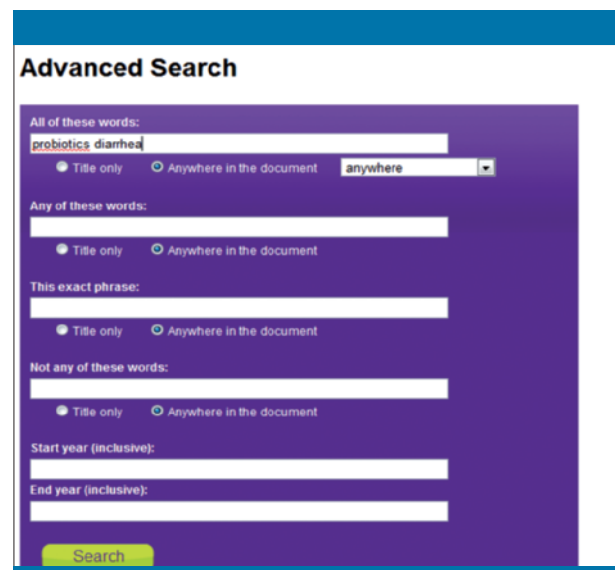 Advanced Search
All of these words:
probiotics diarrhea
Title only Anywhere in the document anywhere
Any of these words:
Title only Anywhere in the document
This exact phrase:
Title only Anywhere in the document
Not any of these words:
Title only Anywhere in the document
Start year (inclusive):
End year (inclusive):
Search